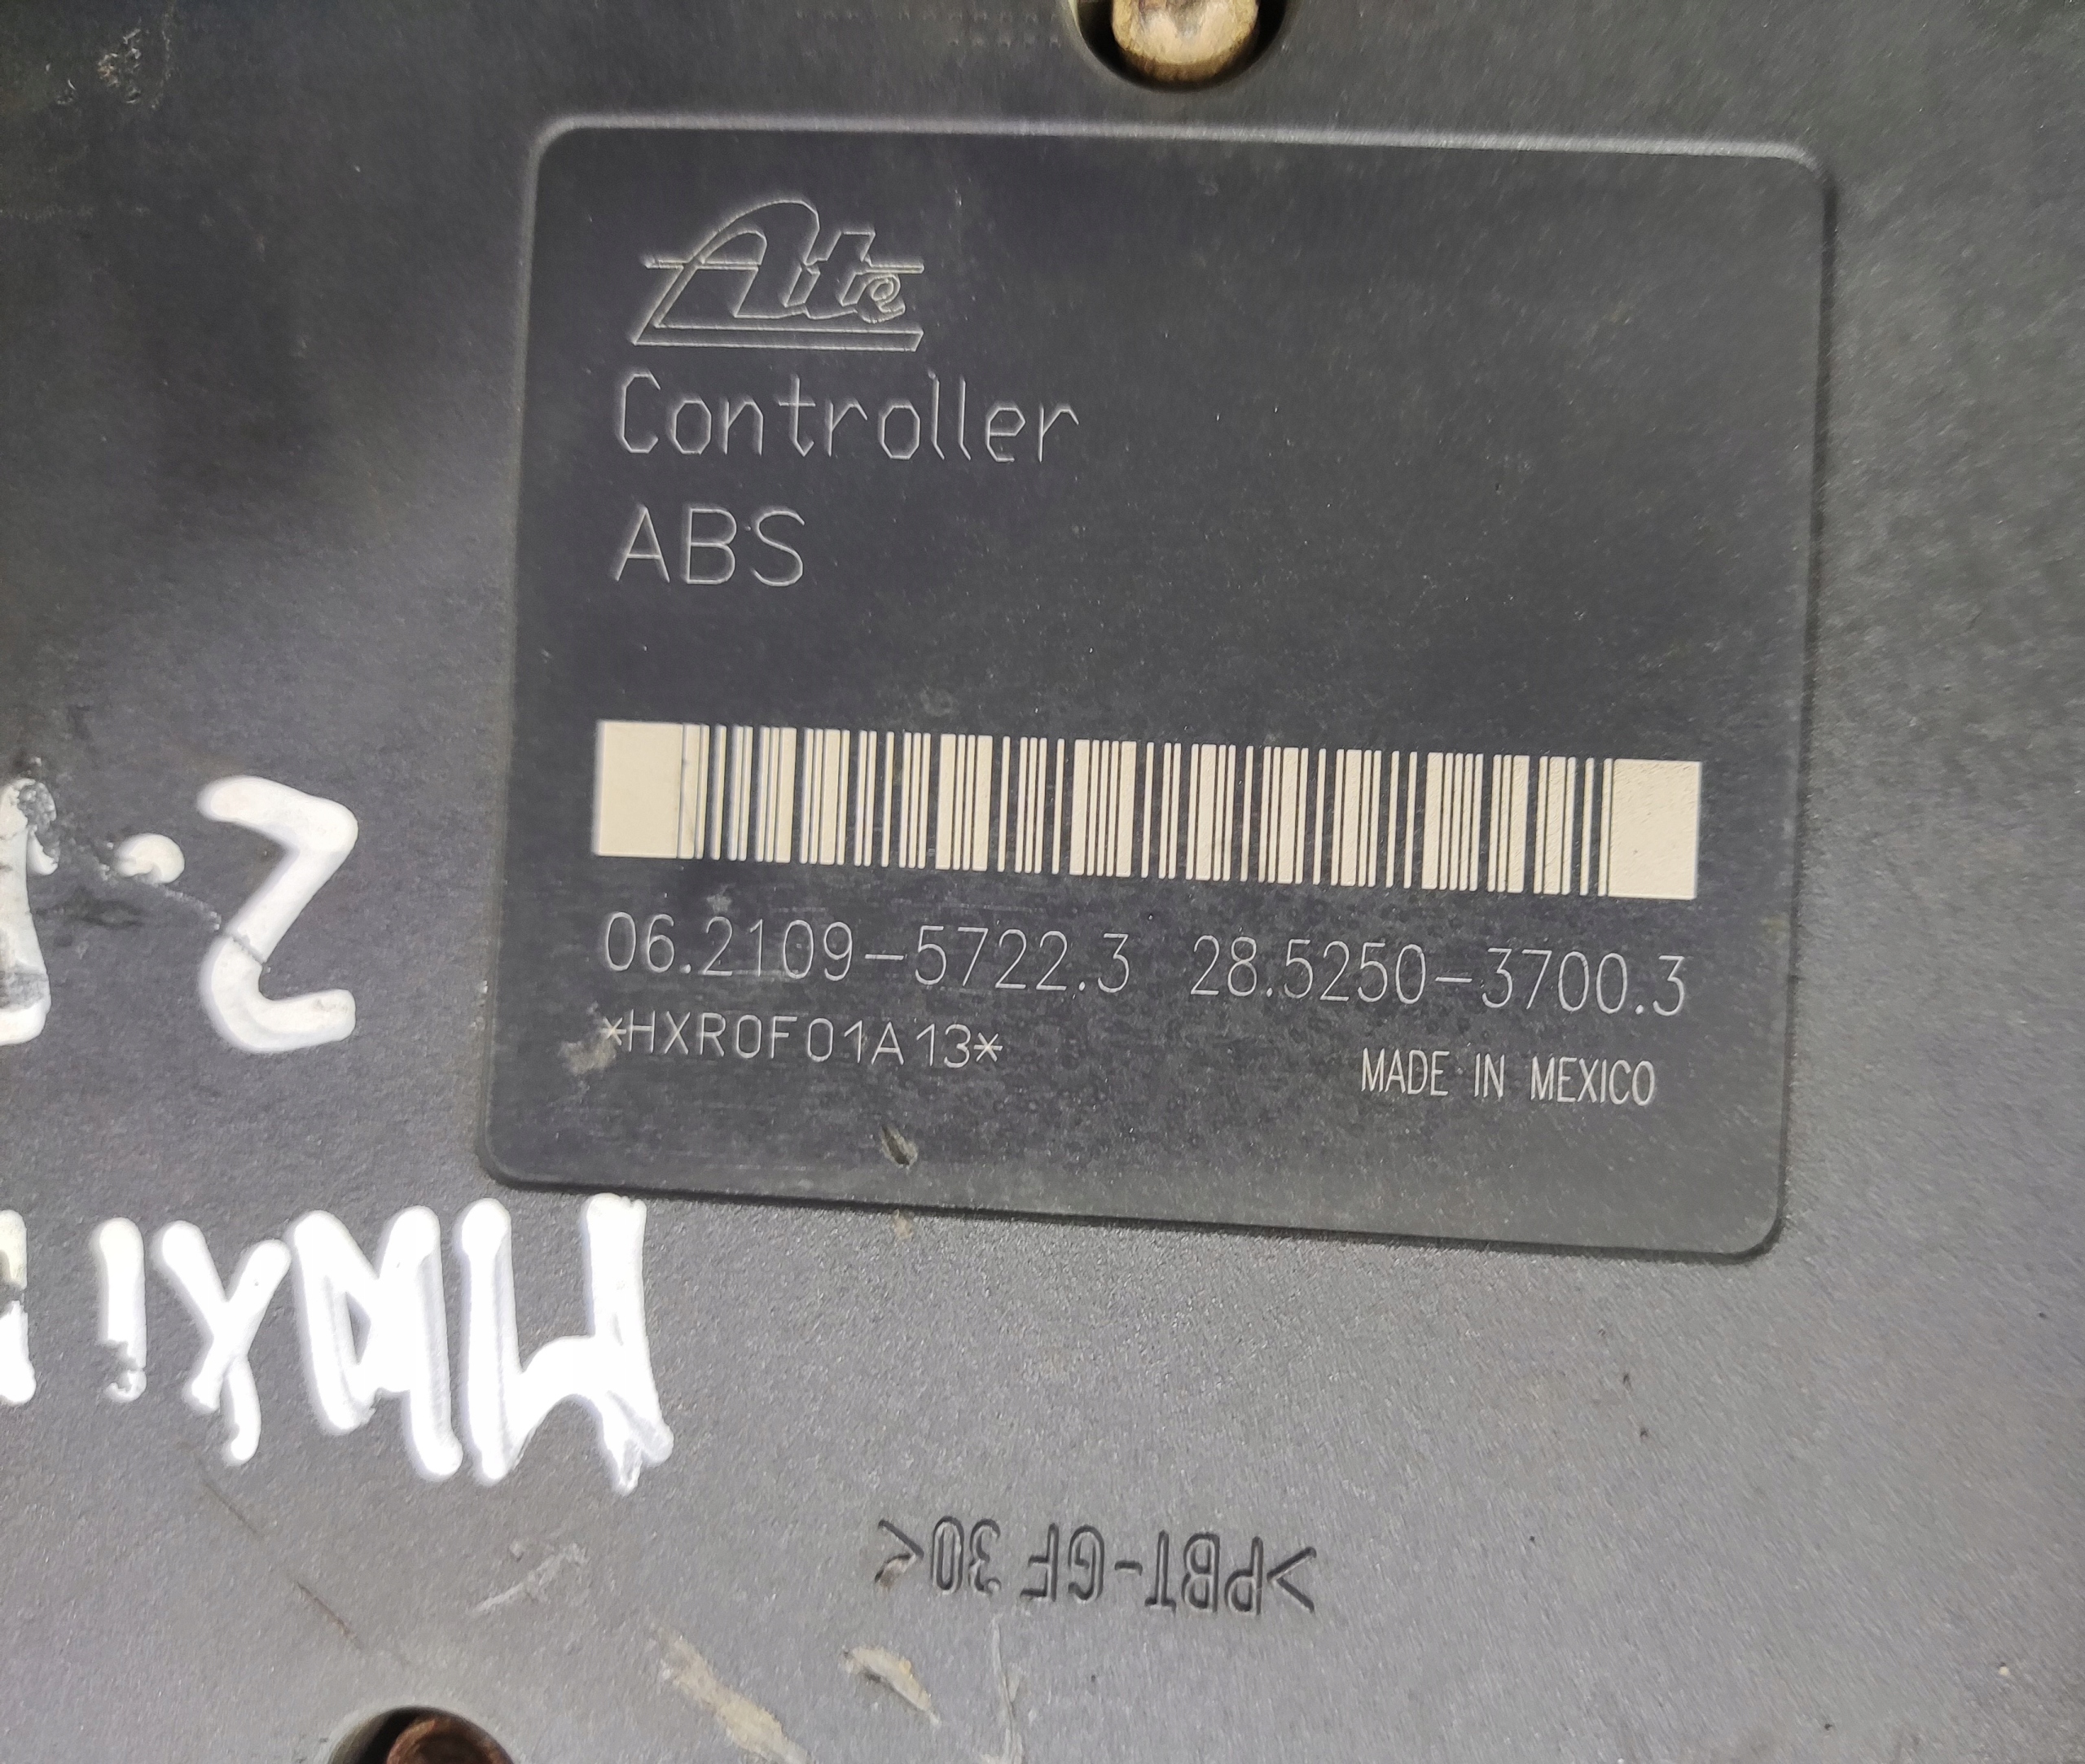 Ate
Controller
ABS
06.2109-5722.3 28.5250-3700.3
*HXR0F01A13*
MADE IN MEXICO
>PBT-GF 30<